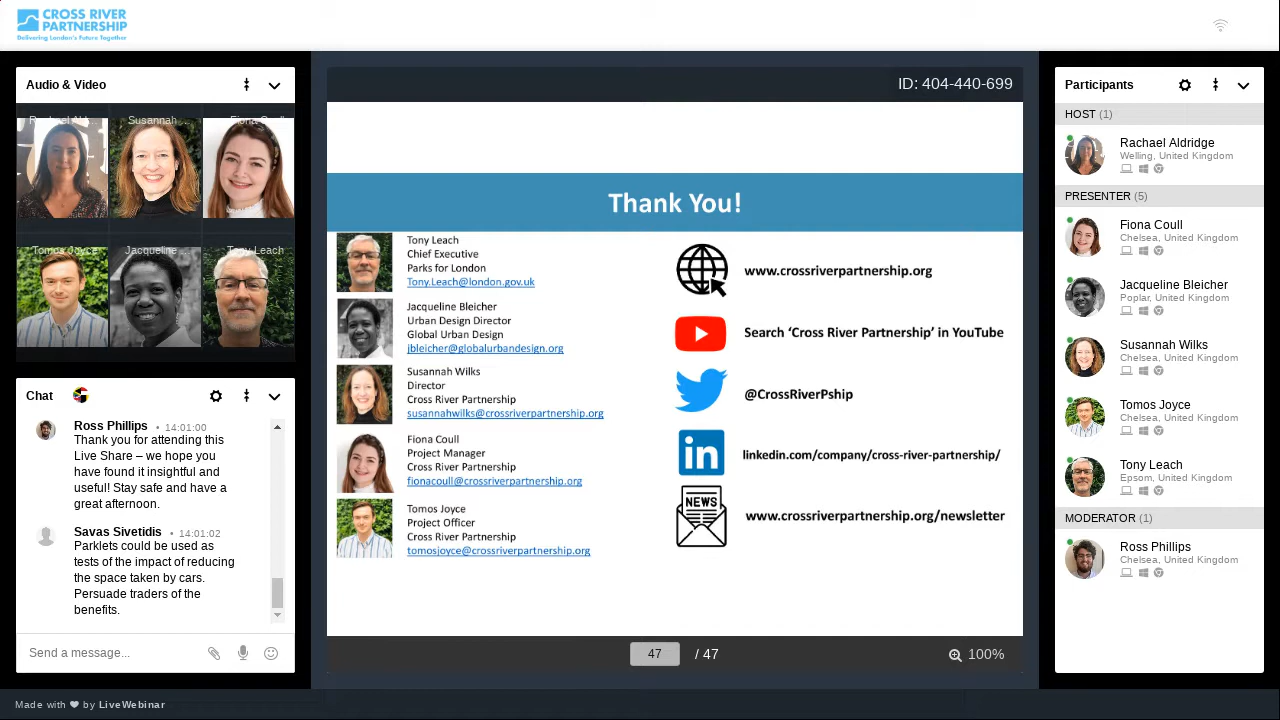 CROSS RIVER
PARTNERSHIP
Delivering London's Future Together
Audio & Video
Rachael Ald...
Susannah ...
Fiona Coull
Tomos Joyce
Jacqueline ...
Tony Leach
Chat
Ross Phillips • 14:01:00
Thank you for attending this
Live Share – we hope you
have found it insightful and
useful! Stay safe and have a
great afternoon.
Savas Sivetidis • 14:01:02
Parklets could be used as
tests of the impact of reducing
the space taken by cars.
Persuade traders of the
benefits.
Send a message...
ID: 404-440-699
Thank You!
Tony Leach
Chief Executive
Parks for London
Tony.Leach@london.gov.uk
Jacqueline Bleicher
Urban Design Director
Global Urban Design
jbleicher@globalurbandesign.org
Susannah Wilks
Director
Cross River Partnership
susannahwilks@crossriverpartnership.org
Fiona Coull
Project Manager
Cross River Partnership
fionacoull@crossriverpartnership.org
Tomos Joyce
Project Officer
Cross River Partnership
tomosjoyce@crossriverpartnership.org
www.crossriverpartnership.org
Search ‘Cross River Partnership’ in YouTube
@CrossRiverPship
in
linkedin.com/company/cross-river-partnership/
NEWS
www.crossriverpartnership.org/newsletter
47 / 47
100%
Participants
HOST (1)
Rachael Aldridge
Welling, United Kingdom
PRESENTER (5)
Fiona Coull
Chelsea, United Kingdom
Jacqueline Bleicher
Poplar, United Kingdom
Susannah Wilks
Chelsea, United Kingdom
Tomos Joyce
Chelsea, United Kingdom
Tony Leach
Epsom, United Kingdom
MODERATOR (1)
Ross Phillips
Chelsea, United Kingdom
Made with ❤ by LiveWebinar